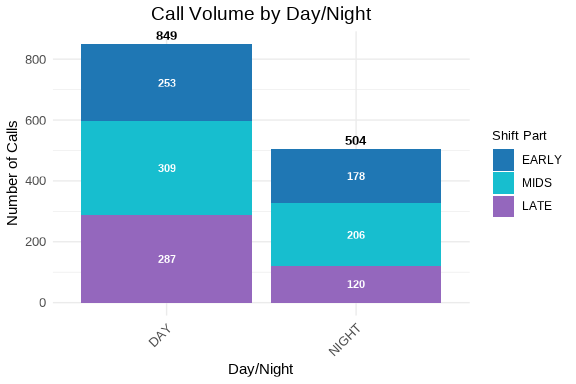 Call Volume by Day/Night
849
800
253
600
504
Shift Part
EARLY
178
309
400
MIDS
LATE
206
200
287
120
0
DAY
NIGHT
Number of Calls
Day/Night